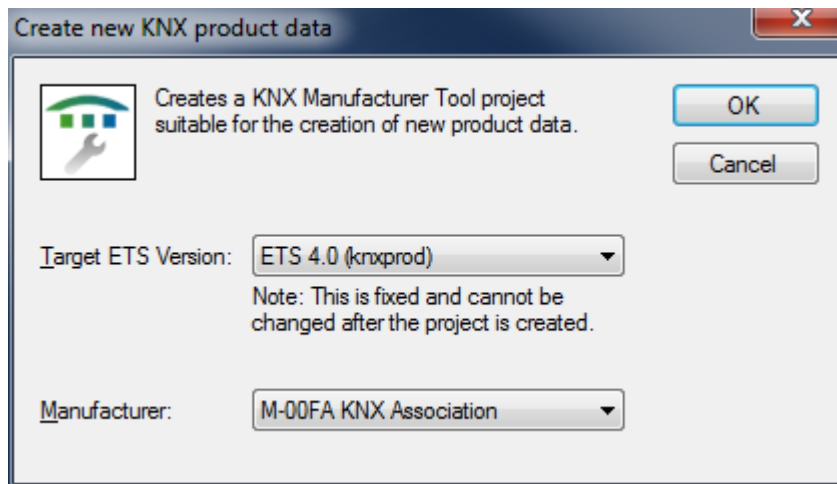 Create new KNX product data
Creates a KNX Manufacturer Tool project
suitable for the creation of new product data.
OK
Cancel
Target ETS Version:
ETS 4.0 (knxprod)
Note: This is fixed and cannot be
changed after the project is created.
Manufacturer:
M-00FA KNX Association